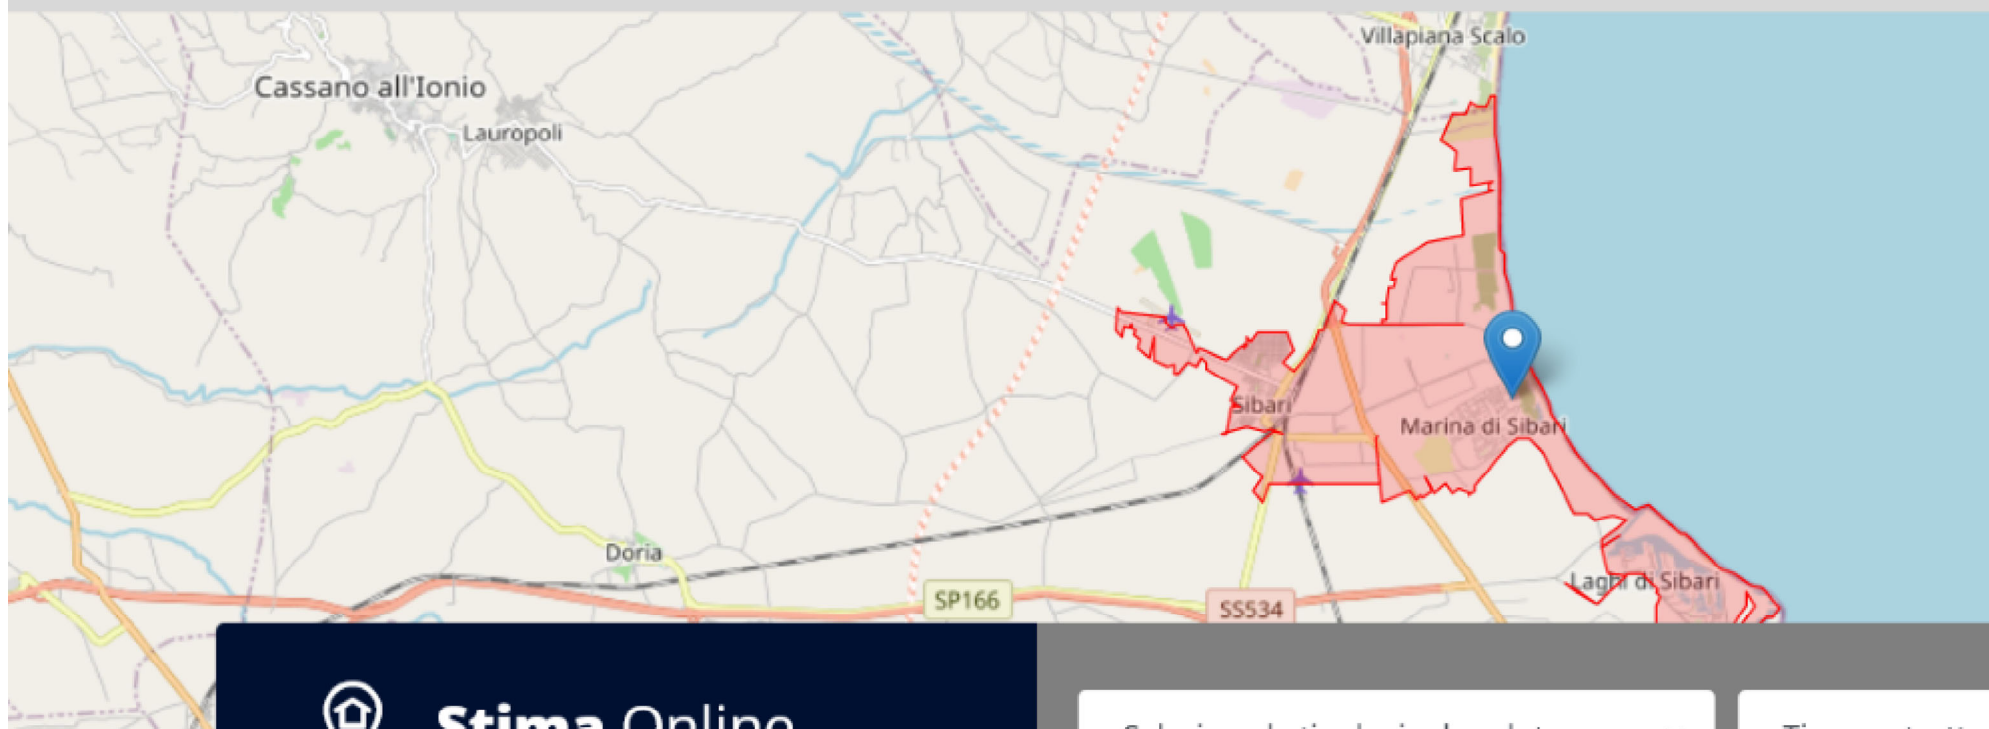 Villapiana Scalo
Cassano all'Ionio
Lauropoli
Sibari
Marina di Sibari
Doria
Laghi di Sibari
SP166
SS534
Stima Online